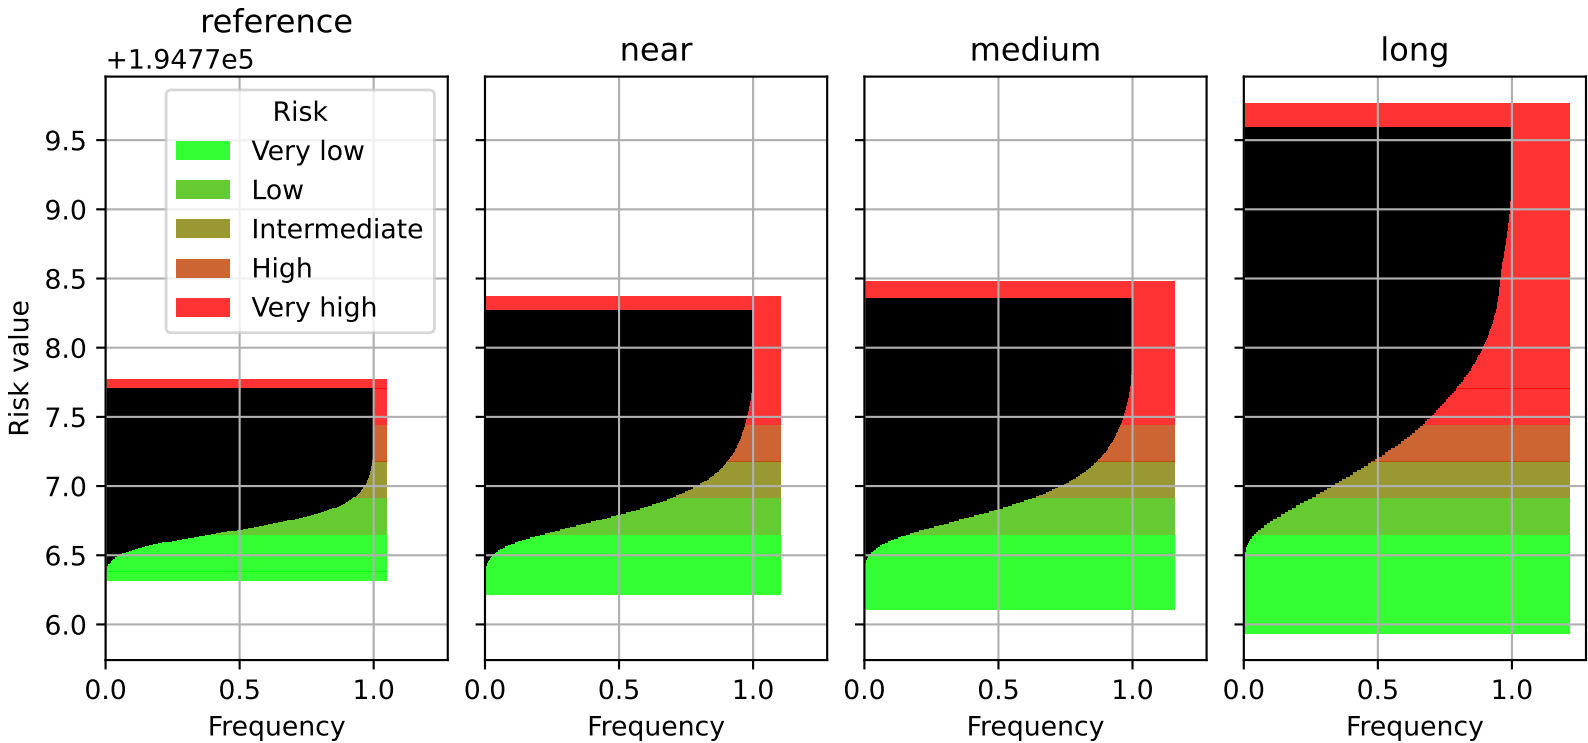 reference
near
medium
long
+1.9477e5
Risk
Very low
Low
Intermediate
High
Very high
Risk value
9.5
9.0
8.5
8.0
7.5
7.0
6.5
6.0
0.0 0.5 1.0
0.0 0.5 1.0
0.0 0.5 1.0
0.0 0.5 1.0
Frequency
Frequency
Frequency
Frequency